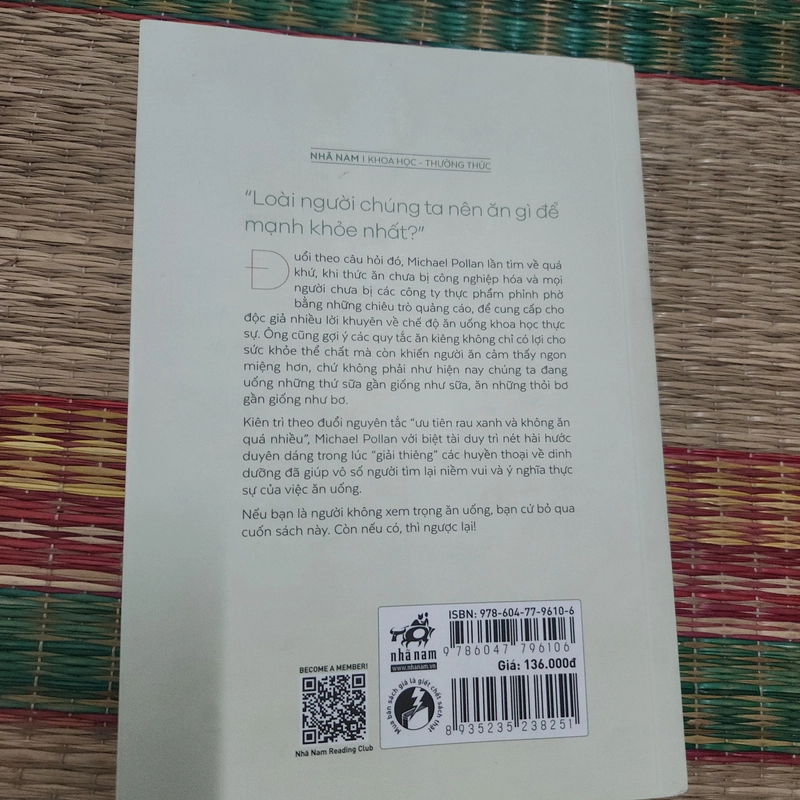 NHÃ NAM | KHOA HỌC - THƯỜNG THỨC
“Loài người chúng ta nên ăn gì để
mạnh khỏe nhất?”
Đuổi theo câu hỏi đó, Michael Pollan lần tìm về quá
khứ, khi thức ăn chưa bị công nghiệp hóa và mọi
người chưa bị các công ty thực phẩm phỉnh phờ
bằng những chiêu trò quảng cáo, để cung cấp cho
độc giả nhiều lời khuyên về chế độ ăn uống khoa học thực
sự. Ông cũng gợi ý các quy tắc ăn kiêng không chỉ có lợi cho
sức khỏe thể chất mà còn khiến người ăn cảm thấy ngon
miệng hơn, chứ không phải như hiện nay chúng ta đang
uống những thứ sữa gần giống như sữa, ăn những thỏi bơ
gần giống như bơ.
Kiên trì theo đuổi nguyên tắc “ưu tiên rau xanh và không ăn
quá nhiều”, Michael Pollan với biệt tài duy trì nét hài hước
duyên dáng trong lúc “giải thiêng” các huyền thoại về dinh
dưỡng đã giúp vô số người tìm lại niềm vui và ý nghĩa thực
sự của việc ăn uống.
Nếu bạn là người không xem trọng ăn uống, bạn cứ bỏ qua
cuốn sách này. Còn nếu có, thì ngược lại!
BECOME A MEMBER!
Nhã Nam Reading Club
nhã nam
www.nhanam.vn
ISBN: 978-604-77-9610-6
9 786047 796106
Giá: 136.000đ
Mua bán sách giả là giết chết sách thật
8 935235 238251